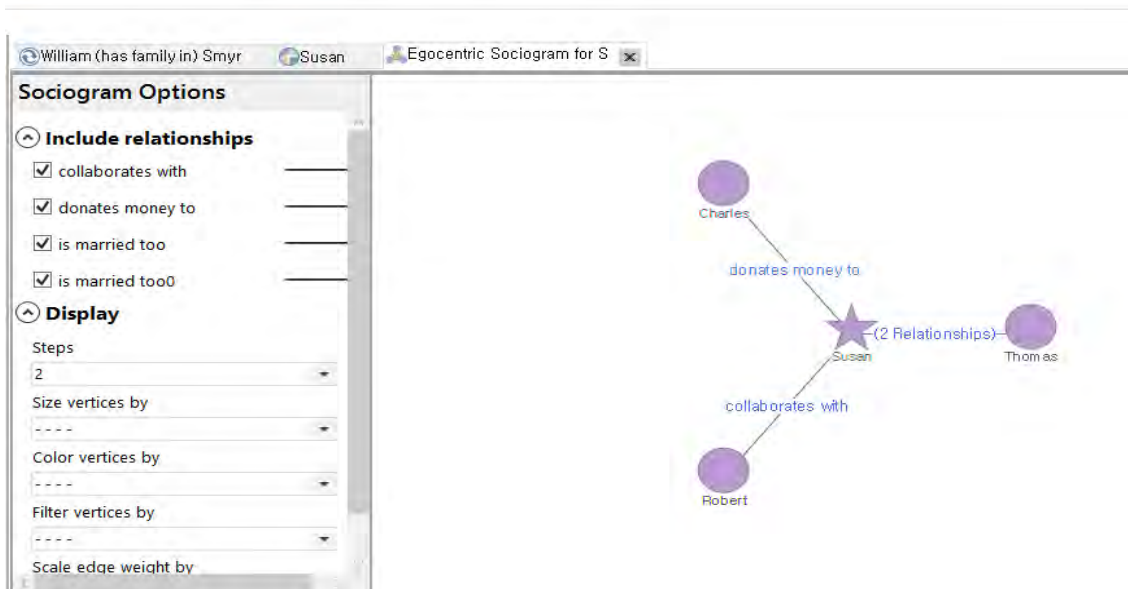 William (has family in) Smyr
Susan
Egocentric Sociogram for S
Sociogram Options
Include relationships
collaborates with
donates money to
is married too
is married too0
Display
Steps
2
Size vertices by
----
Color vertices by
----
Filter vertices by
----
Scale edge weight by
Charles
donates money to
Susan
(2 Relationships)
Thomas
collaborates with
Robert